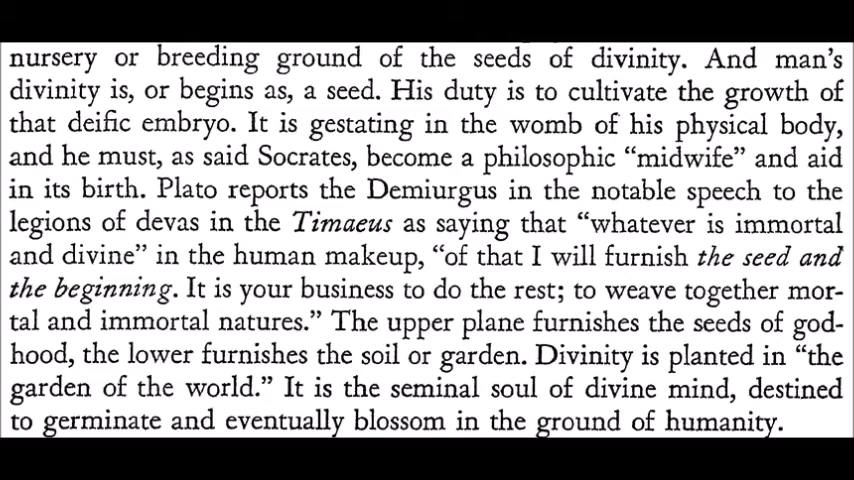 nursery or breeding ground of the seeds of divinity. And man's
divinity is, or begins as, a seed. His duty is to cultivate the growth of
that deific embryo. It is gestating in the womb of his physical body,
and he must, as said Socrates, become a philosophic “midwife” and aid
in its birth. Plato reports the Demiurgus in the notable speech to the
legions of devas in the Timaeus as saying that “whatever is immortal
and divine” in the human makeup, “of that I will furnish the seed and
the beginning. It is your business to do the rest; to weave together mor-
tal and immortal natures.” The upper plane furnishes the seeds of god-
hood, the lower furnishes the soil or garden. Divinity is planted in “the
garden of the world.” It is the seminal soul of divine mind, destined
to germinate and eventually blossom in the ground of humanity.